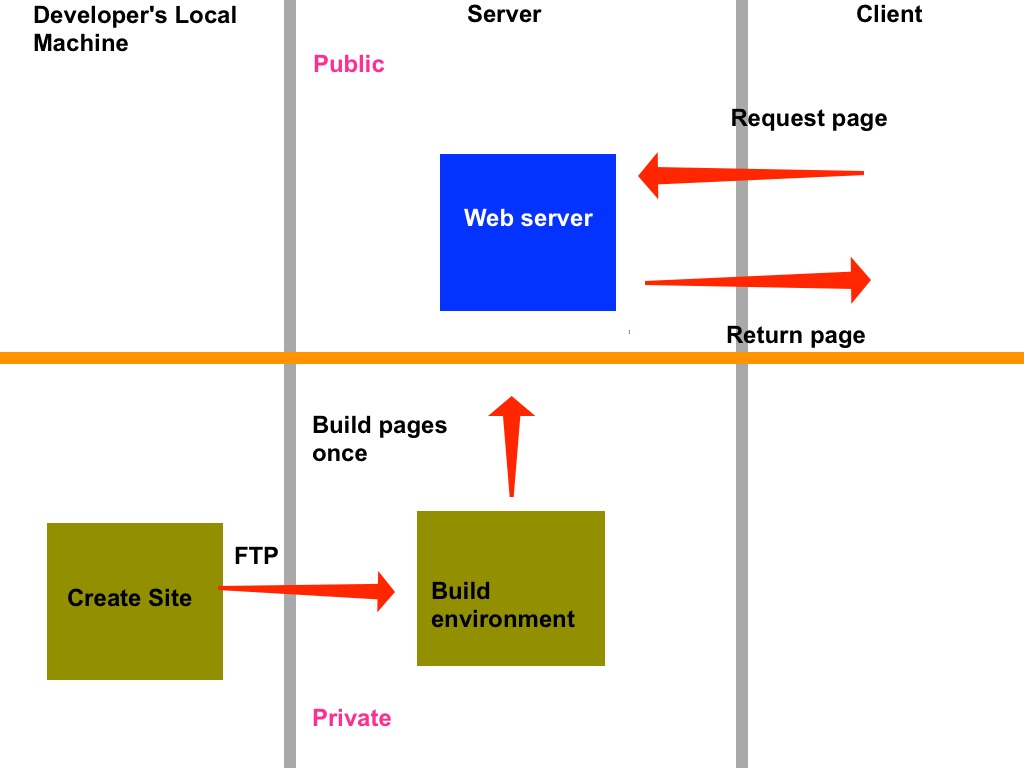 Developer's Local
Machine
Server
Client
Public
Request page
Web server
Return page
Build pages
once
FTP
Create Site
Build
environment
Private